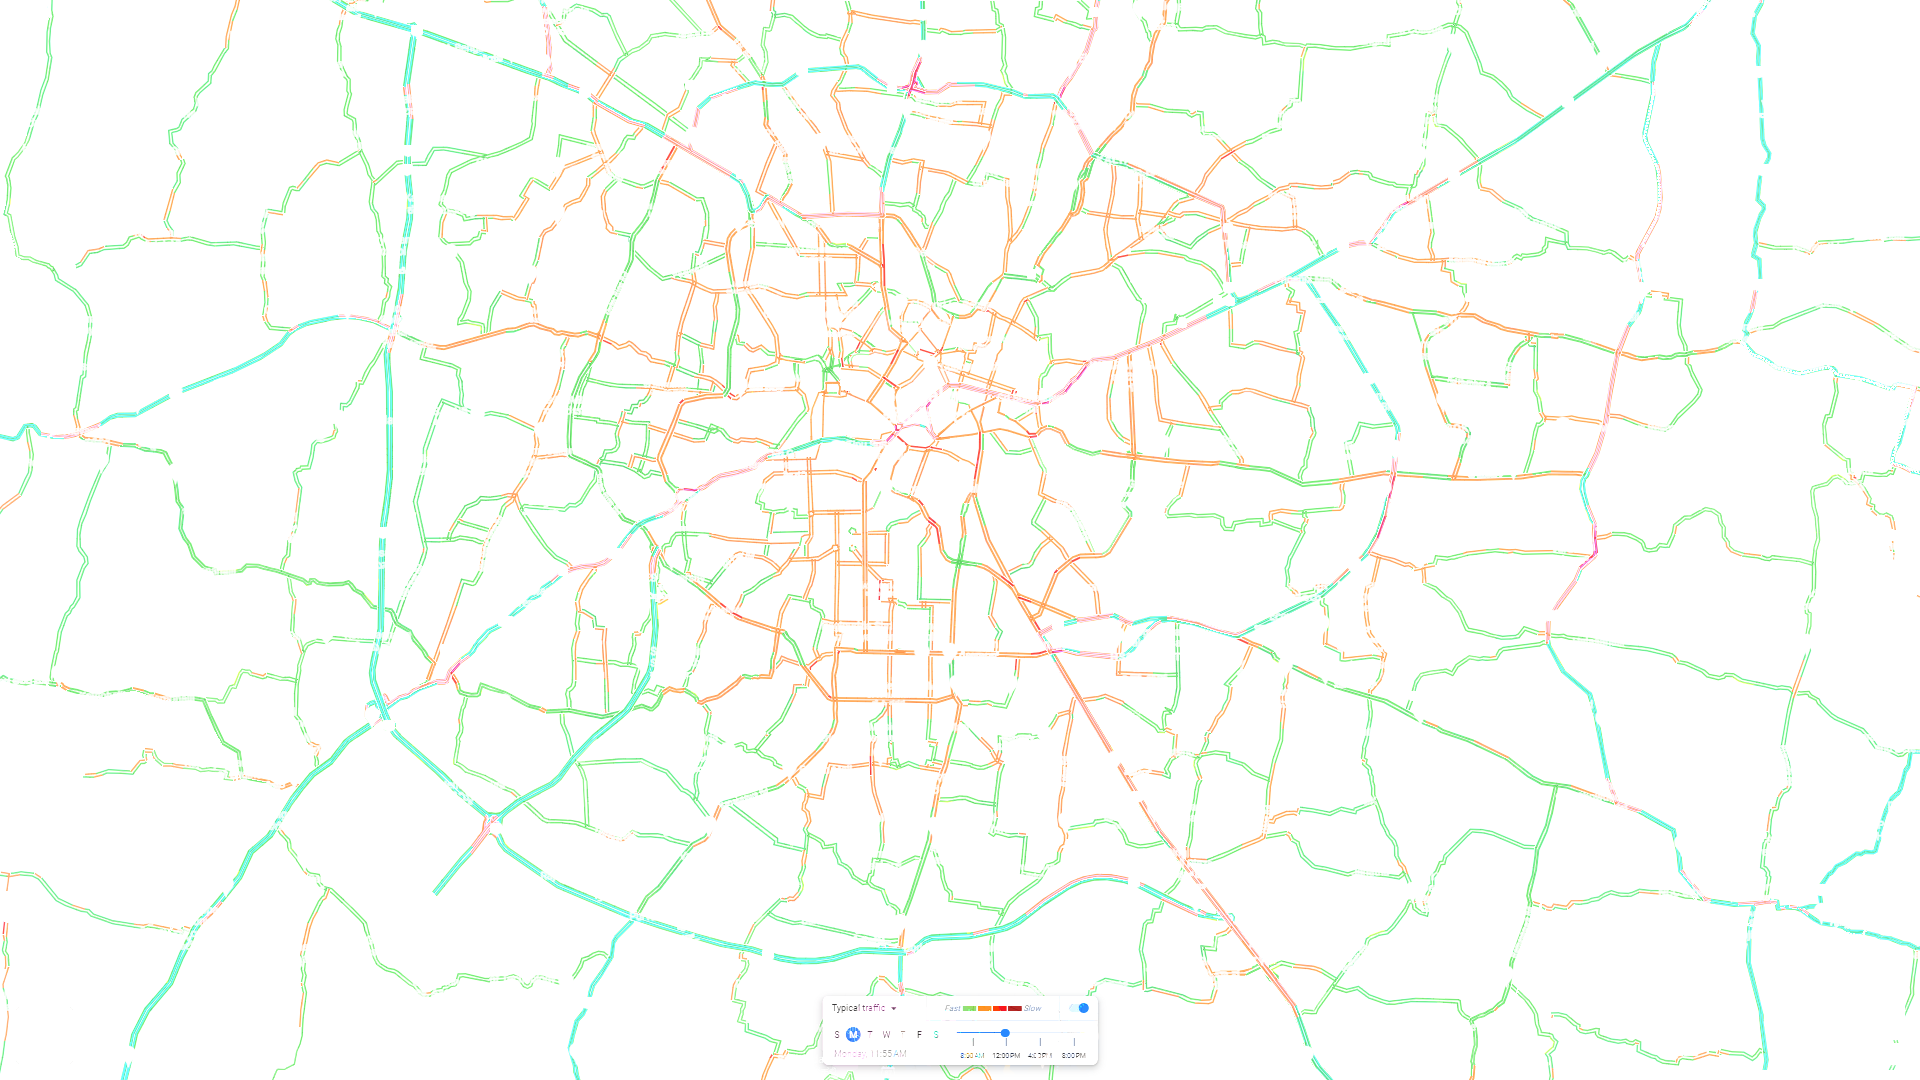 Typical traffic
Fast Slow
S M T W T F S
Monday, 11:55 AM
8:00 AM 12:00 PM 4:00 PM 8:00 PM